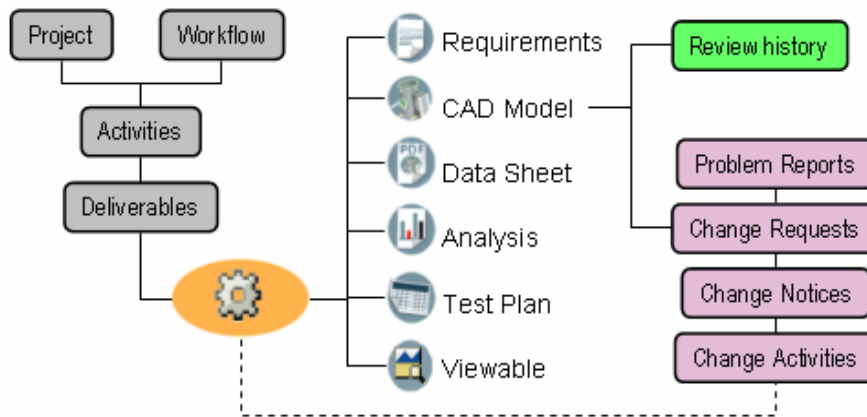 Project
Workflow
Activities
Deliverables
Requirements
CAD Model
PDF
Data Sheet
Analysis
Test Plan
Viewable
Review history
Problem Reports
Change Requests
Change Notices
Change Activities